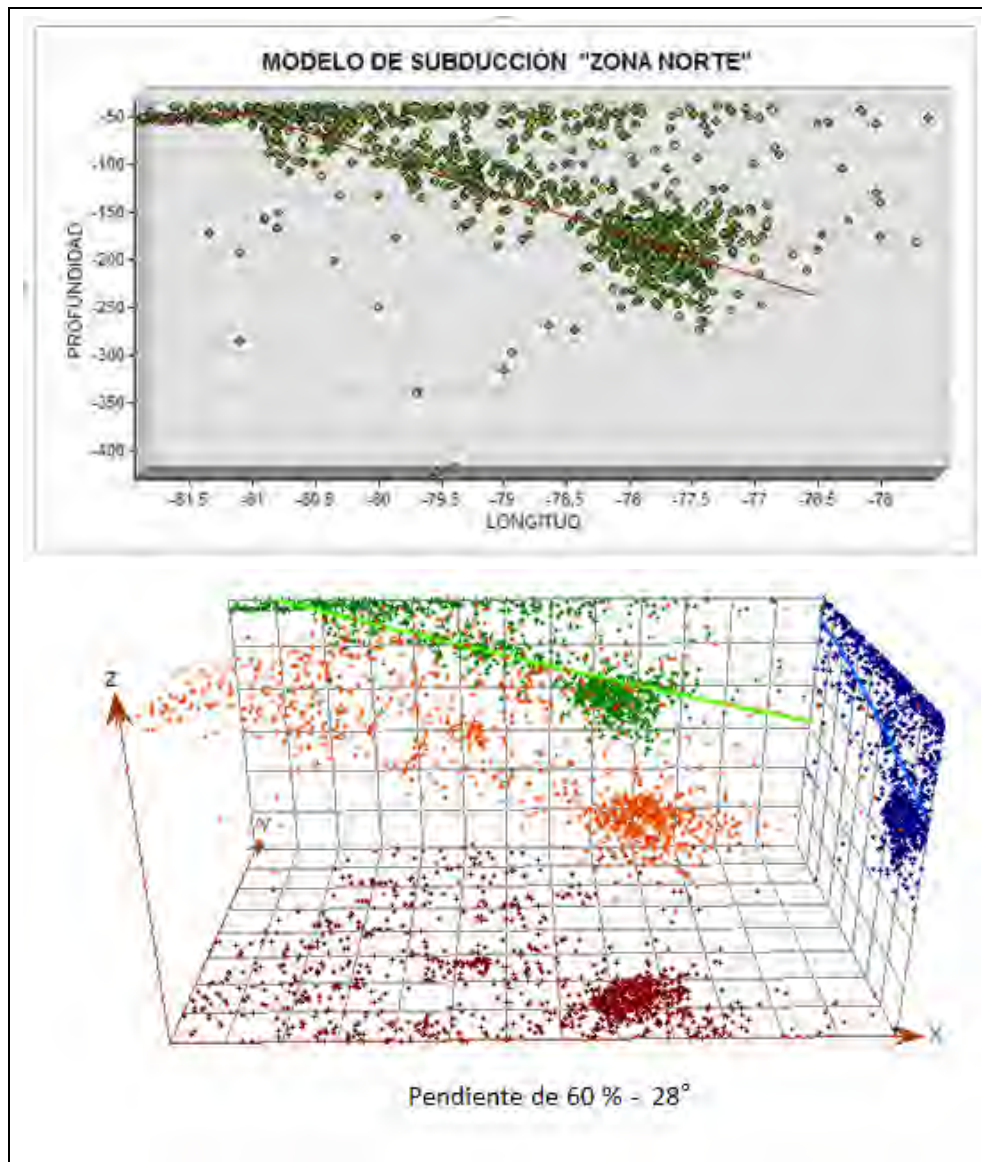 MODELO DE SUBDUCCIÓN "ZONA NORTE"
PROFUNDIDAD
-50
-100
-150
-200
-250
-300
-350
-400
-81.5 -81 -80.5 -80 -79.5 -79 -78.5 -78 -77.5 -77 -76.5 -76
LONGITUD
Z
Y
X
Pendiente de 60 % - 28°